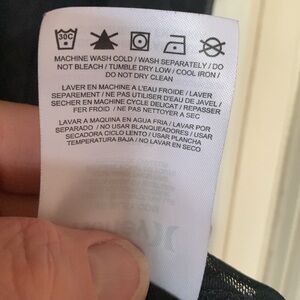 30C
MACHINE WASH COLD / WASH SEPARATELY / DO
NOT BLEACH / TUMBLE DRY LOW / COOL IRON /
DO NOT DRY CLEAN
LAVER EN MACHINE A L'EAU FROIDE / LAVER
SEPAREMENT / NE PAS UTILISER D'EAU DE JAVEL /
SECHER EN MACHINE CYCLE DELICAT / REPASSER
FER FROID / NE PAS NETTOYER A SEC
LAVAR A MAQUINA EN AGUA FRIA / LAVAR POR
SEPARADO / NO USAR BLANQUEADORES / USAR
SECADORA CICLO LENTO / USAR PLANCHA
TEMPERATURA BAJA / NO LAVAR EN SECO